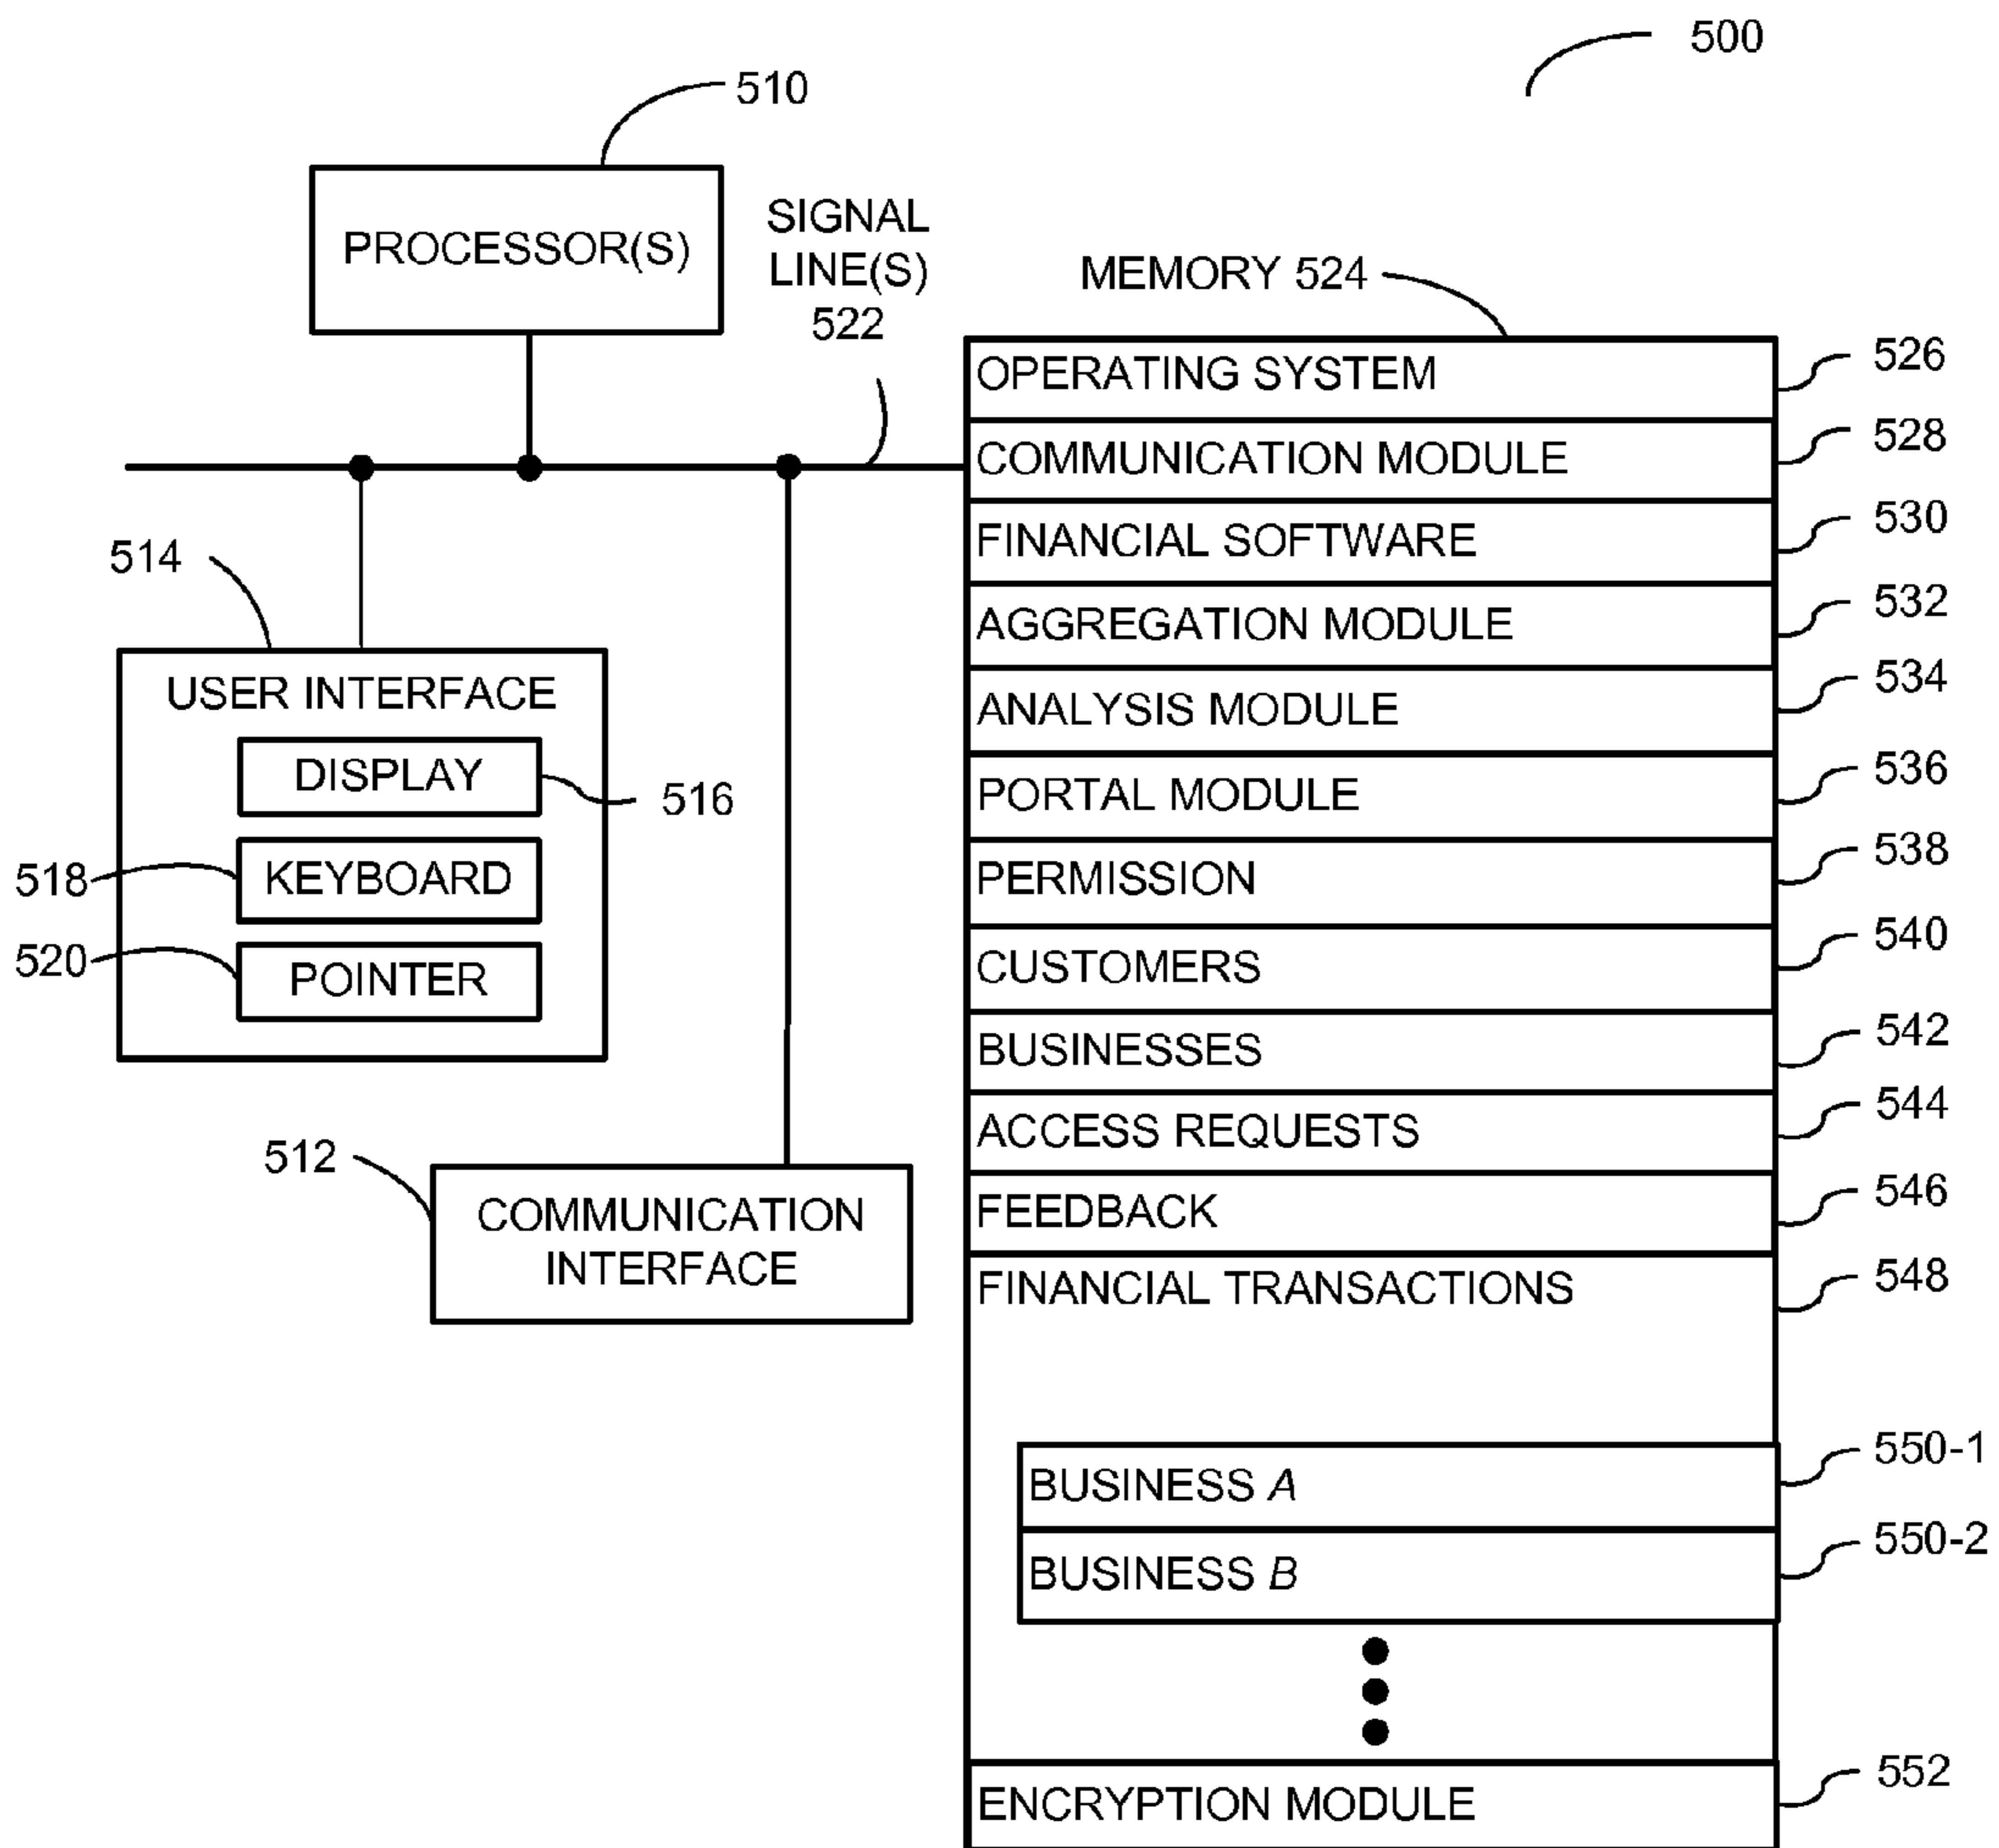 500
510
PROCESSOR(S)
SIGNAL
LINE(S)
522
MEMORY 524
OPERATING SYSTEM
526
COMMUNICATION MODULE
528
FINANCIAL SOFTWARE
530
AGGREGATION MODULE
532
ANALYSIS MODULE
534
PORTAL MODULE
536
PERMISSION
538
CUSTOMERS
540
BUSINESSES
542
ACCESS REQUESTS
544
FEEDBACK
546
FINANCIAL TRANSACTIONS
548
BUSINESS A
550-1
BUSINESS B
550-2
ENCRYPTION MODULE
552
514
USER INTERFACE
DISPLAY
516
518
KEYBOARD
520
POINTER
512
COMMUNICATION
INTERFACE